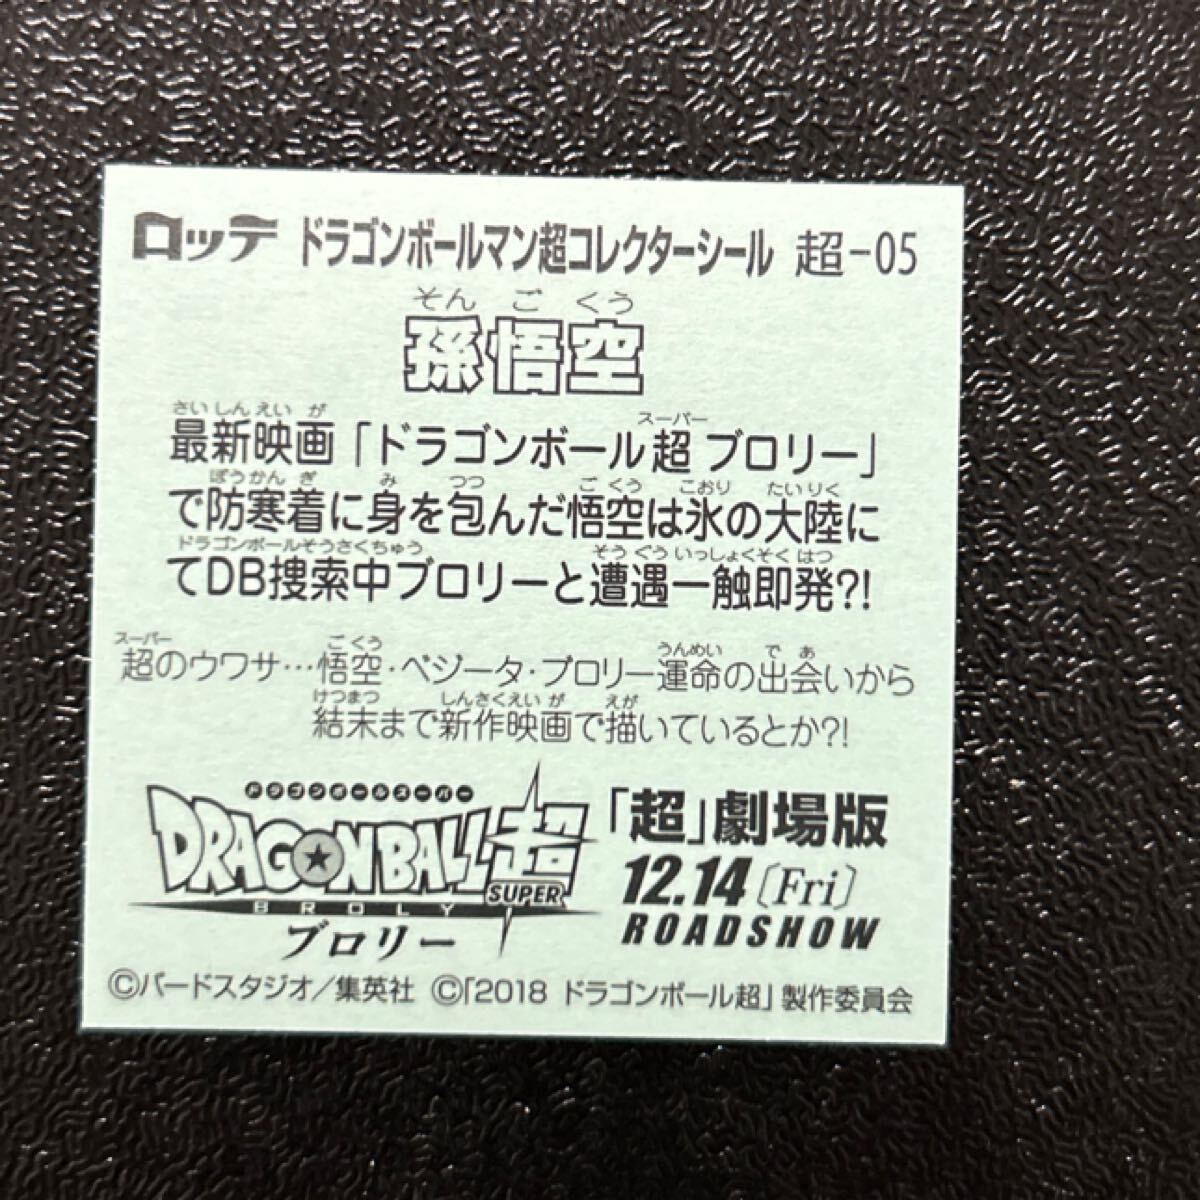 ロッテ ドラゴンボールマン超コレクターシール 超-05
そん ご くう
孫悟空
さいしんえいが スーパー
最新映画「ドラゴンボール超 ブロリー」
ぼうかんぎ み つつ ごくう こおり たいりく
で防寒着に身を包んだ悟空は氷の大陸に
ドラゴンボールそうさくちゅう そうぐういっしょくそくはつ
てDB捜索中ブロリーと遭遇一触即発?!
スーパー ごくう うんめい であ
超のウワサ…悟空・ベジータ・ブロリー運命の出会いから
けつまつ しんさくえいが えが
結末まで新作映画で描いているとか?!
ドラゴンボールスーパー
DRAGON BALL超
SUPER
BROLY
ブロリー
「超」劇場版
12.14〔Fri〕
ROADSHOW
©バードスタジオ/集英社 ©「2018 ドラゴンボール超」製作委員会